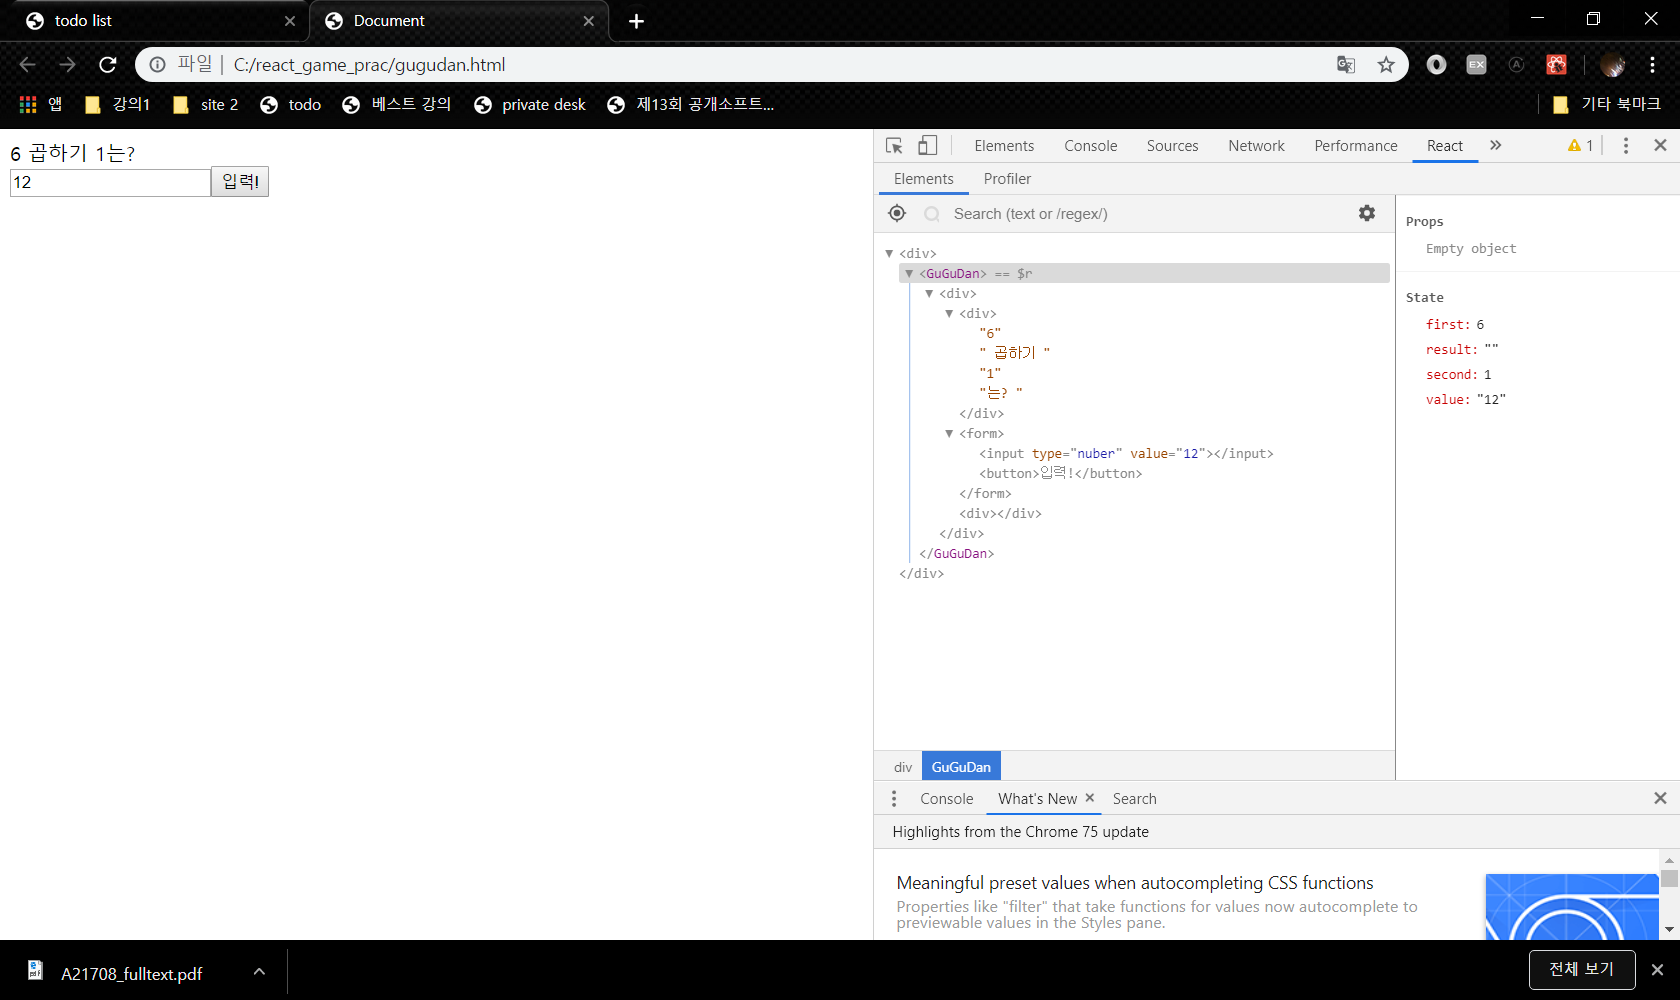 todo list
Document
파일 | C:/react_game_prac/gugudan.html
EX
A
앱
강의1
site 2
todo
베스트 강의
private desk
제13회 공개소프트...
기타 북마크
6 곱하기 1는?
12
입력!
Elements Console Sources Network Performance React » 1
Elements Profiler
Search (text or /regex/)
<div>
<GuGuDan> == $r
<div>
<div>
"6"
" 곱하기 "
"1"
"는? "
</div>
<form>
<input type="nuber" value="12"></input>
<button>입력!</button>
</form>
<div></div>
</div>
</GuGuDan>
</div>
Props
Empty object
State
first: 6
result: ""
second: 1
value: "12"
div GuGuDan
Console What's New Search
Highlights from the Chrome 75 update
Meaningful preset values when autocompleting CSS functions
Properties like "filter" that take functions for values now autocomplete to
previewable values in the Styles pane.
A21708_fulltext.pdf
전체 보기